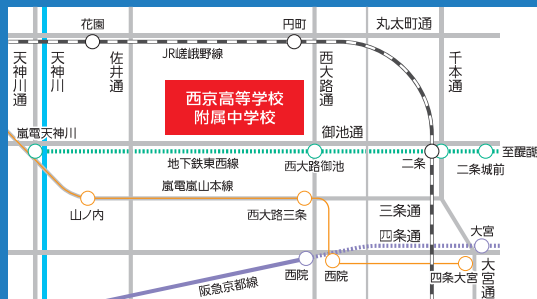 花園
円町
丸太町通
JR嵯峨野線
天神川通
天神川
佐井通
西大路通
千本通
西京高等学校
附属中学校
御池通
嵐電天神川
地下鉄東西線
西大路御池
二条
二条城前
至醍醐
嵐電嵐山本線
山ノ内
西大路三条
三条通
四条通
大宮
西院
西院
四条大宮
大宮通
阪急京都線